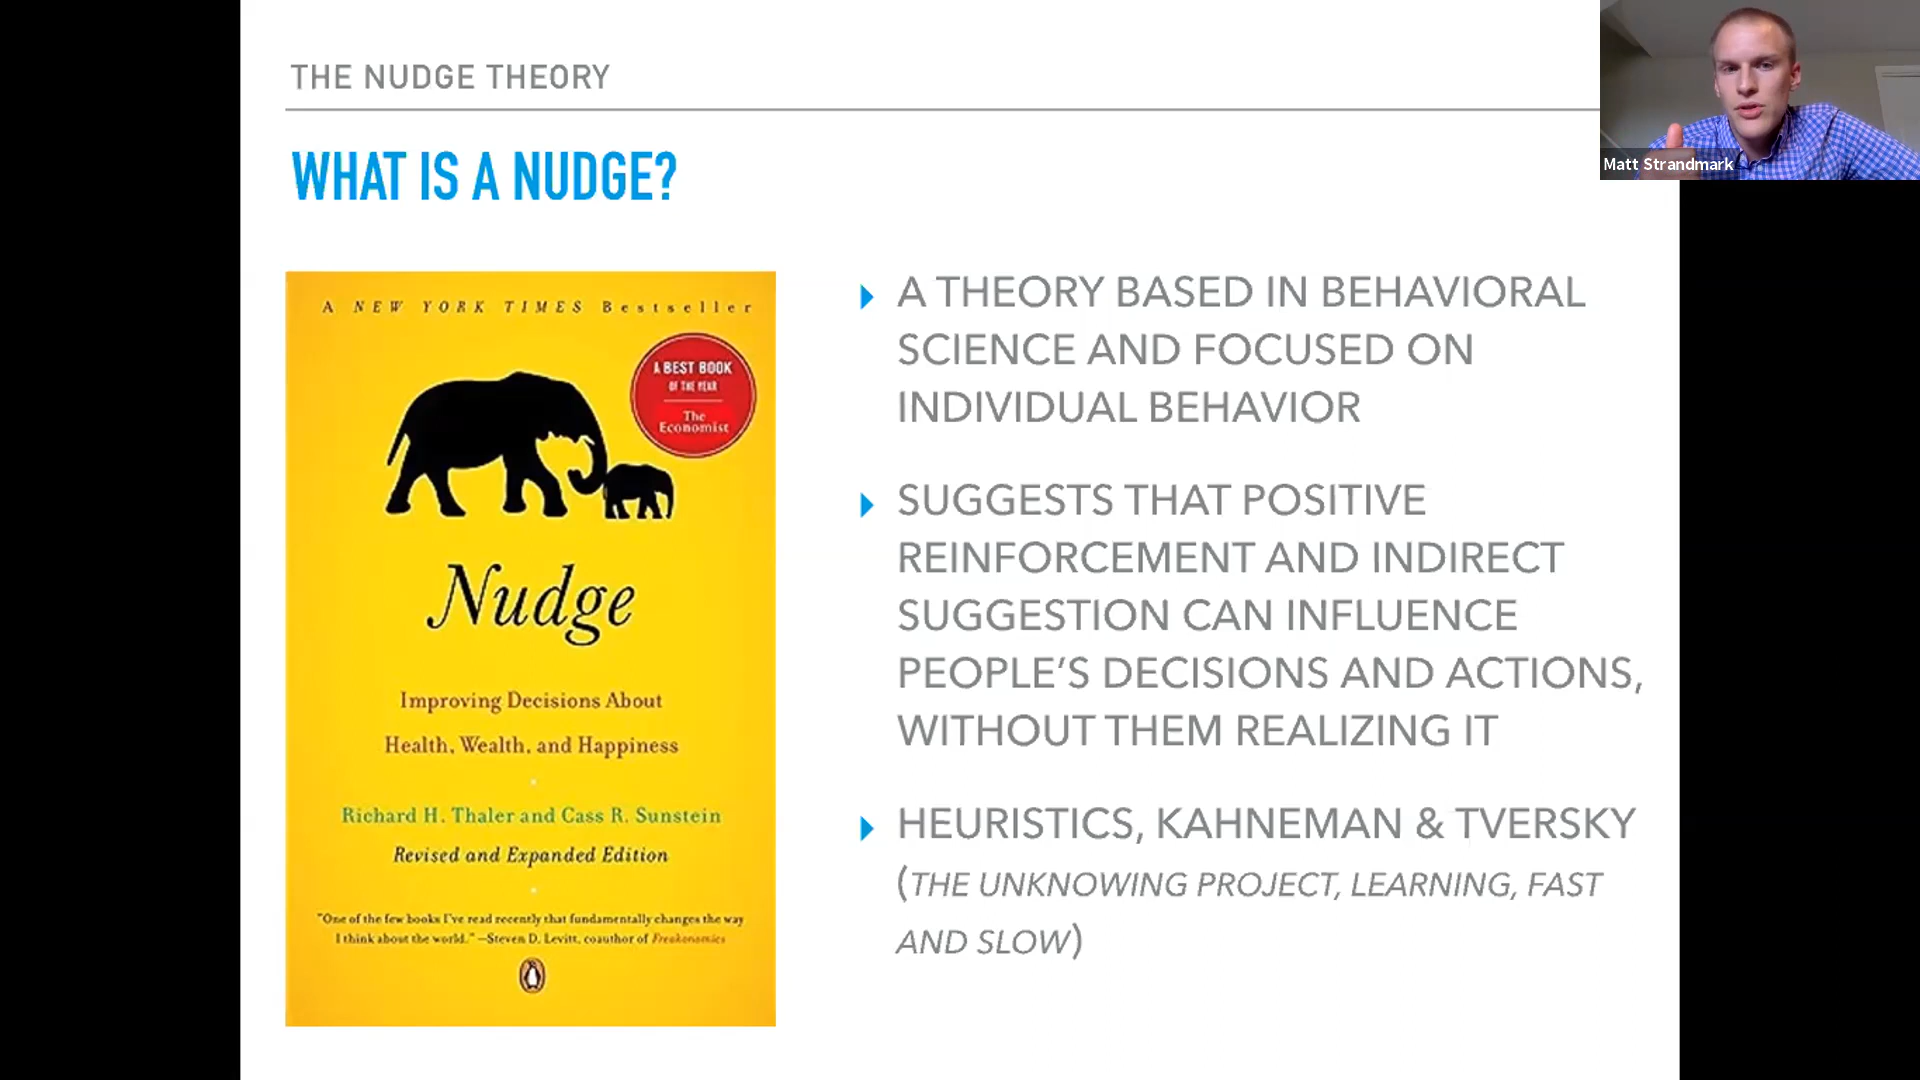 THE NUDGE THEORY
WHAT IS A NUDGE?
Matt Strandmark
A NEW YORK TIMES Bestseller
A BEST BOOK
OF THE YEAR
The
Economist
Nudge
Improving Decisions About
Health, Wealth, and Happiness
Richard H. Thaler and Cass R. Sunstein
Revised and Expanded Edition
"One of the few books I've read recently that fundamentally changes the way
I think about the world." —Steven D. Levitt, coauthor of Freakonomics
A THEORY BASED IN BEHAVIORAL
SCIENCE AND FOCUSED ON
INDIVIDUAL BEHAVIOR
SUGGESTS THAT POSITIVE
REINFORCEMENT AND INDIRECT
SUGGESTION CAN INFLUENCE
PEOPLE'S DECISIONS AND ACTIONS,
WITHOUT THEM REALIZING IT
HEURISTICS, KAHNEMAN & TVERSKY
(THE UNKNOWING PROJECT, LEARNING, FAST
AND SLOW)